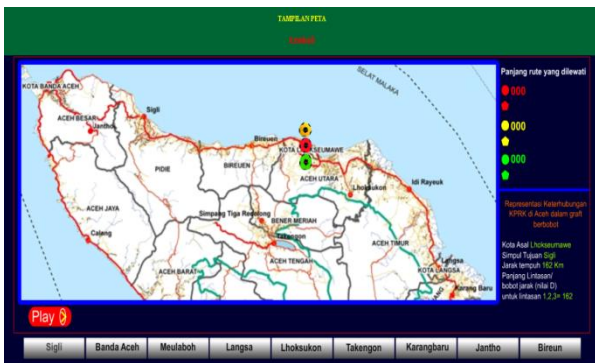 TAMPILAN PETA
Panjang rute yang dilewati
000
000
000
SELAT MALAKA
KOTA BANDA ACEH
ACEH BESAR
Jantho
Sigli
PIDIE
Bireuen
BIREUEN
KOTA LHOKSEUMAWE
ACEH UTARA
Lhoksukon
Idi Rayeuk
ACEH JAYA
Calang
Simpang Tiga Redelong
BENER MERIAH
Takengon
ACEH TENGAH
ACEH BARAT
ACEH TIMUR
Langsa
KOTA LANGSA
Karang Baru
Representasi Keterhubungan
KPRK di Aceh dalam graft
berbobot
Kota Asal Lhokseumawe
Simpul Tujuan Sigli
Jarak tempuh 162 Km
Panjang Lintasan/
bobot jarak (nilai D)
untuk lintasan 1,2,3= 162
Play
Sigli
Banda Aceh
Meulaboh
Langsa
Lhoksukon
Takengon
Karangbaru
Jantho
Bireun